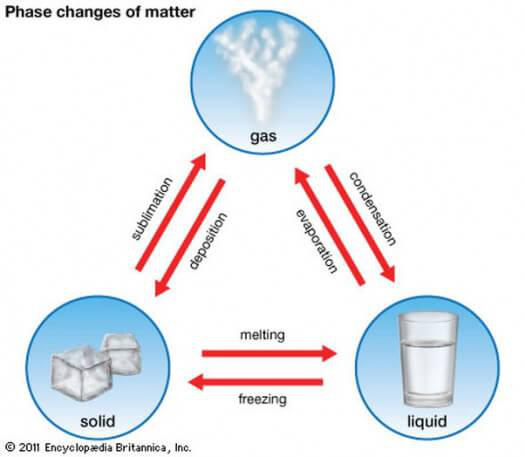 Phase changes of matter
gas
sublimation
deposition
evaporation
condensation
melting
freezing
solid
liquid
© 2011 Encyclopædia Britannica, Inc.